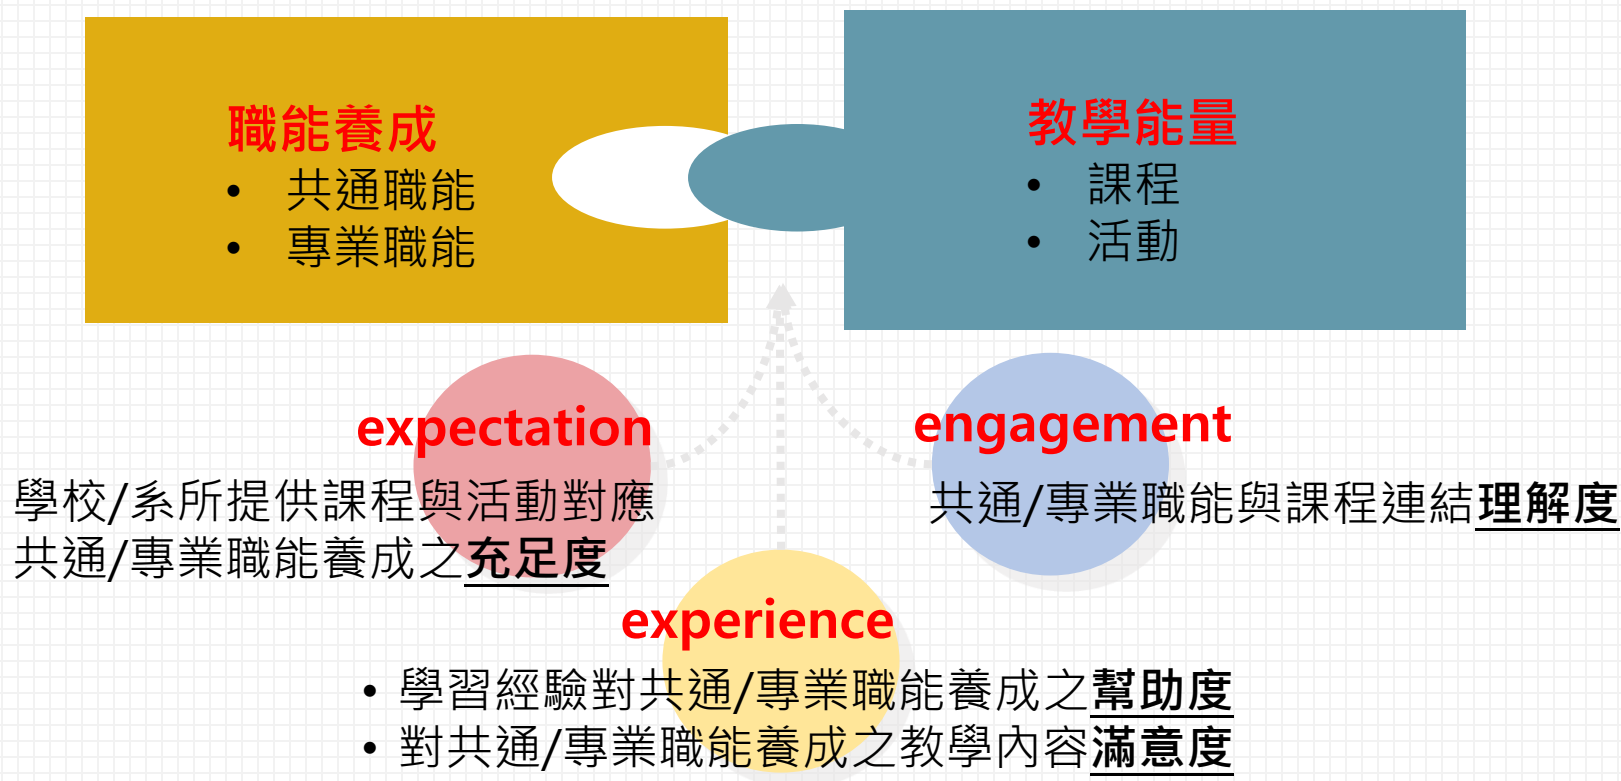 職能養成
• 共通職能
• 專業職能
教學能量
• 課程
• 活動
expectation
學校/系所提供課程與活動對應
共通/專業職能養成之充足度
engagement
共通/專業職能與課程連結理解度
experience
• 學習經驗對共通/專業職能養成之幫助度
• 對共通/專業職能養成之教學內容滿意度